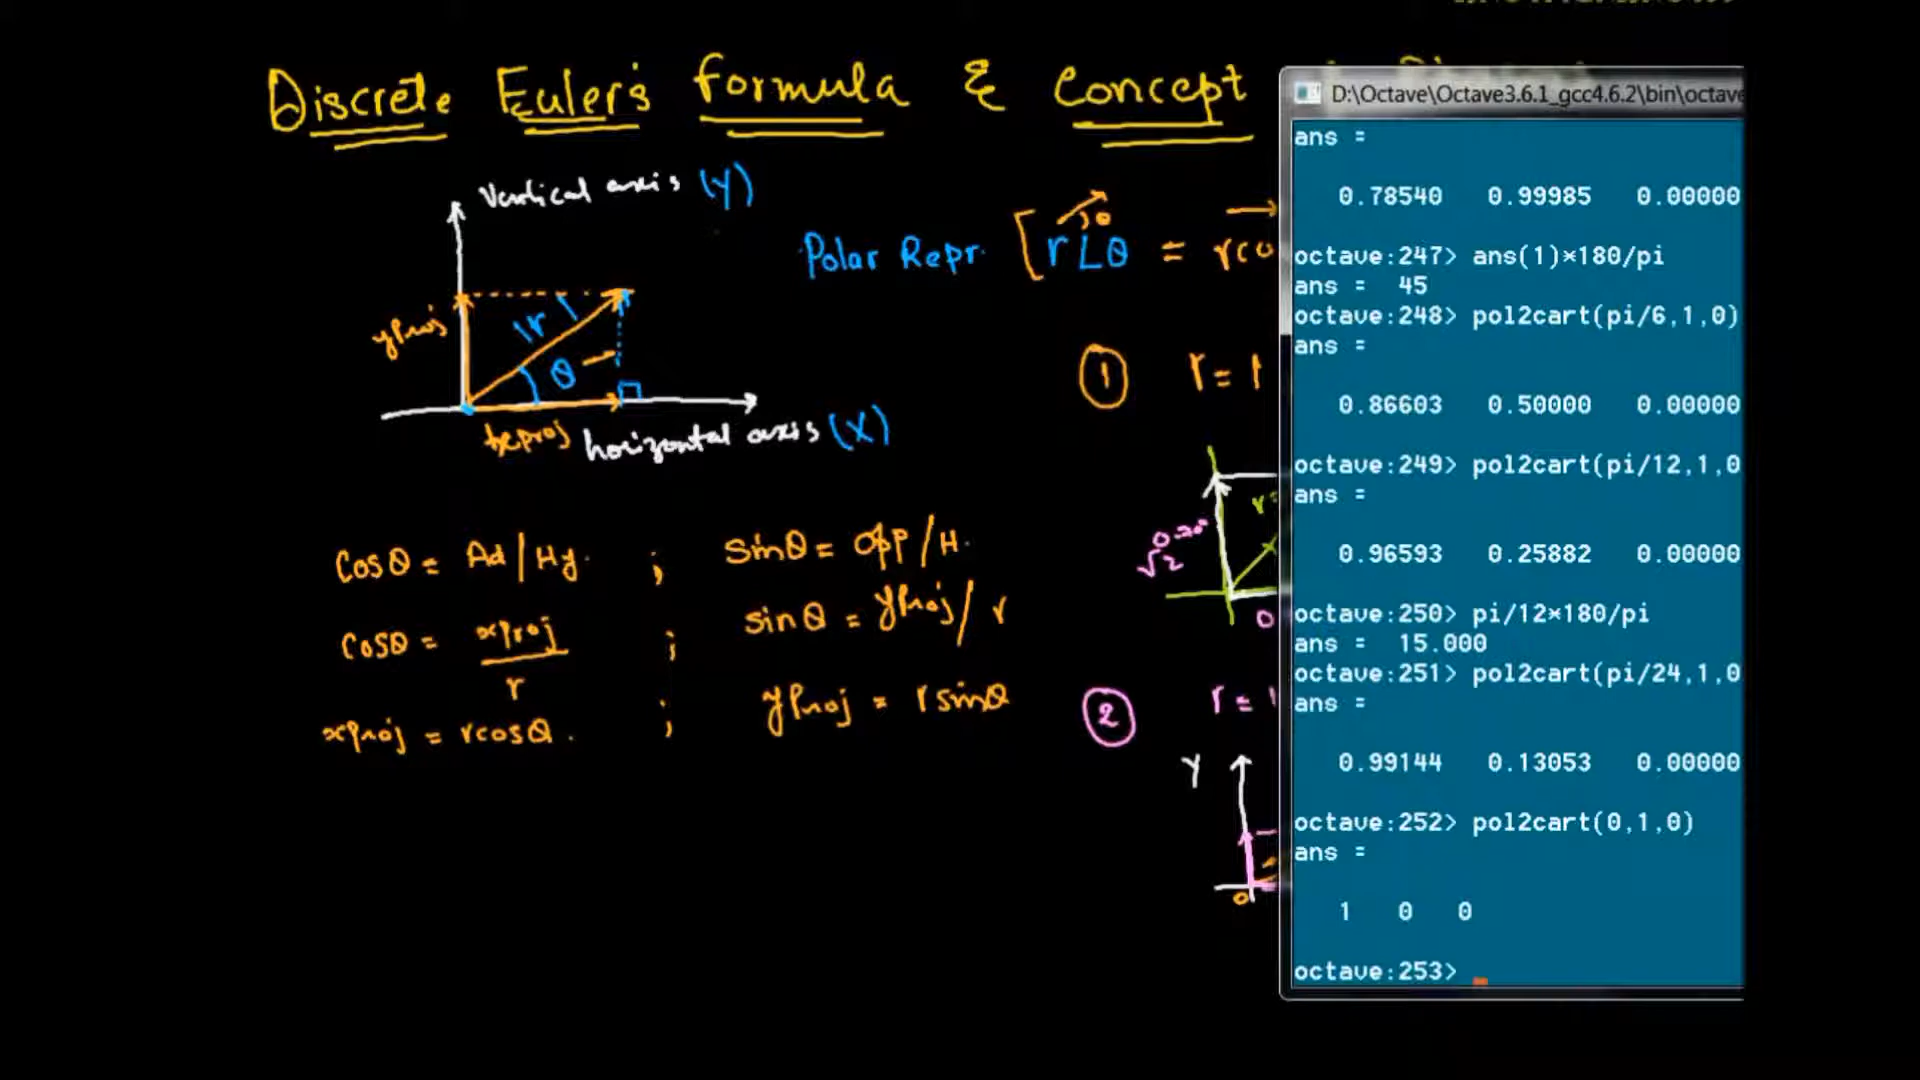 Discrete Euler's formula & concept
Vertical axis (Y)
yproj
r
θ
xproj
horizontal axis (X)
Polar Repr. [r∠θ = rco
, θ
① r = 1
Cosθ = Ad/Hy. ; sinθ = Opp/H.
Cosθ = xproj / r ; sinθ = yproj/r
xproj = rcosθ . ; yproj = rsinθ
r=
√2
0
② r = 1
Y
0
D:\Octave\Octave3.6.1_gcc4.6.2\bin\octave
ans =
0.78540 0.99985 0.00000
octave:247> ans(1)*180/pi
ans = 45
octave:248> pol2cart(pi/6,1,0)
ans =
0.86603 0.50000 0.00000
octave:249> pol2cart(pi/12,1,0
ans =
0.96593 0.25882 0.00000
octave:250> pi/12*180/pi
ans = 15.000
octave:251> pol2cart(pi/24,1,0
ans =
0.99144 0.13053 0.00000
octave:252> pol2cart(0,1,0)
ans =
1 0 0
octave:253>